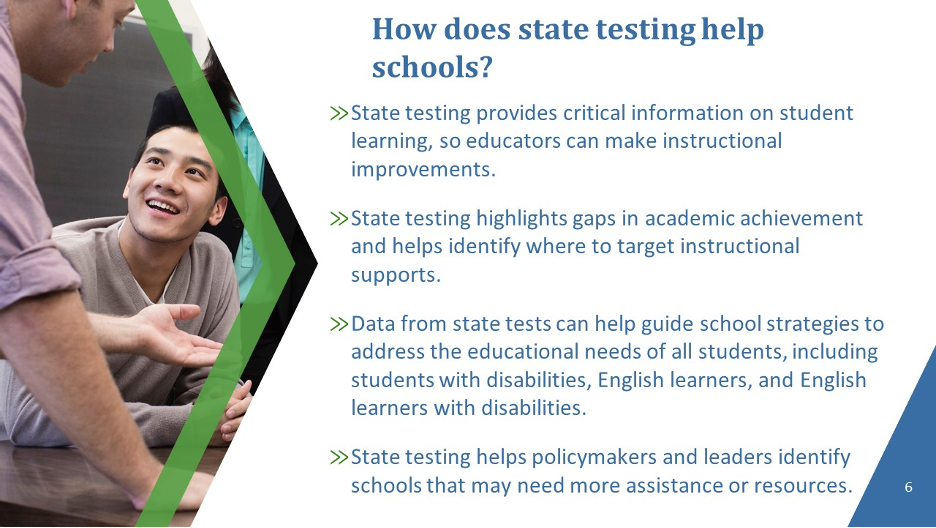 How does state testing help
schools?
State testing provides critical information on student
learning, so educators can make instructional
improvements.
State testing highlights gaps in academic achievement
and helps identify where to target instructional
supports.
Data from state tests can help guide school strategies to
address the educational needs of all students, including
students with disabilities, English learners, and English
learners with disabilities.
State testing helps policymakers and leaders identify
schools that may need more assistance or resources.
6